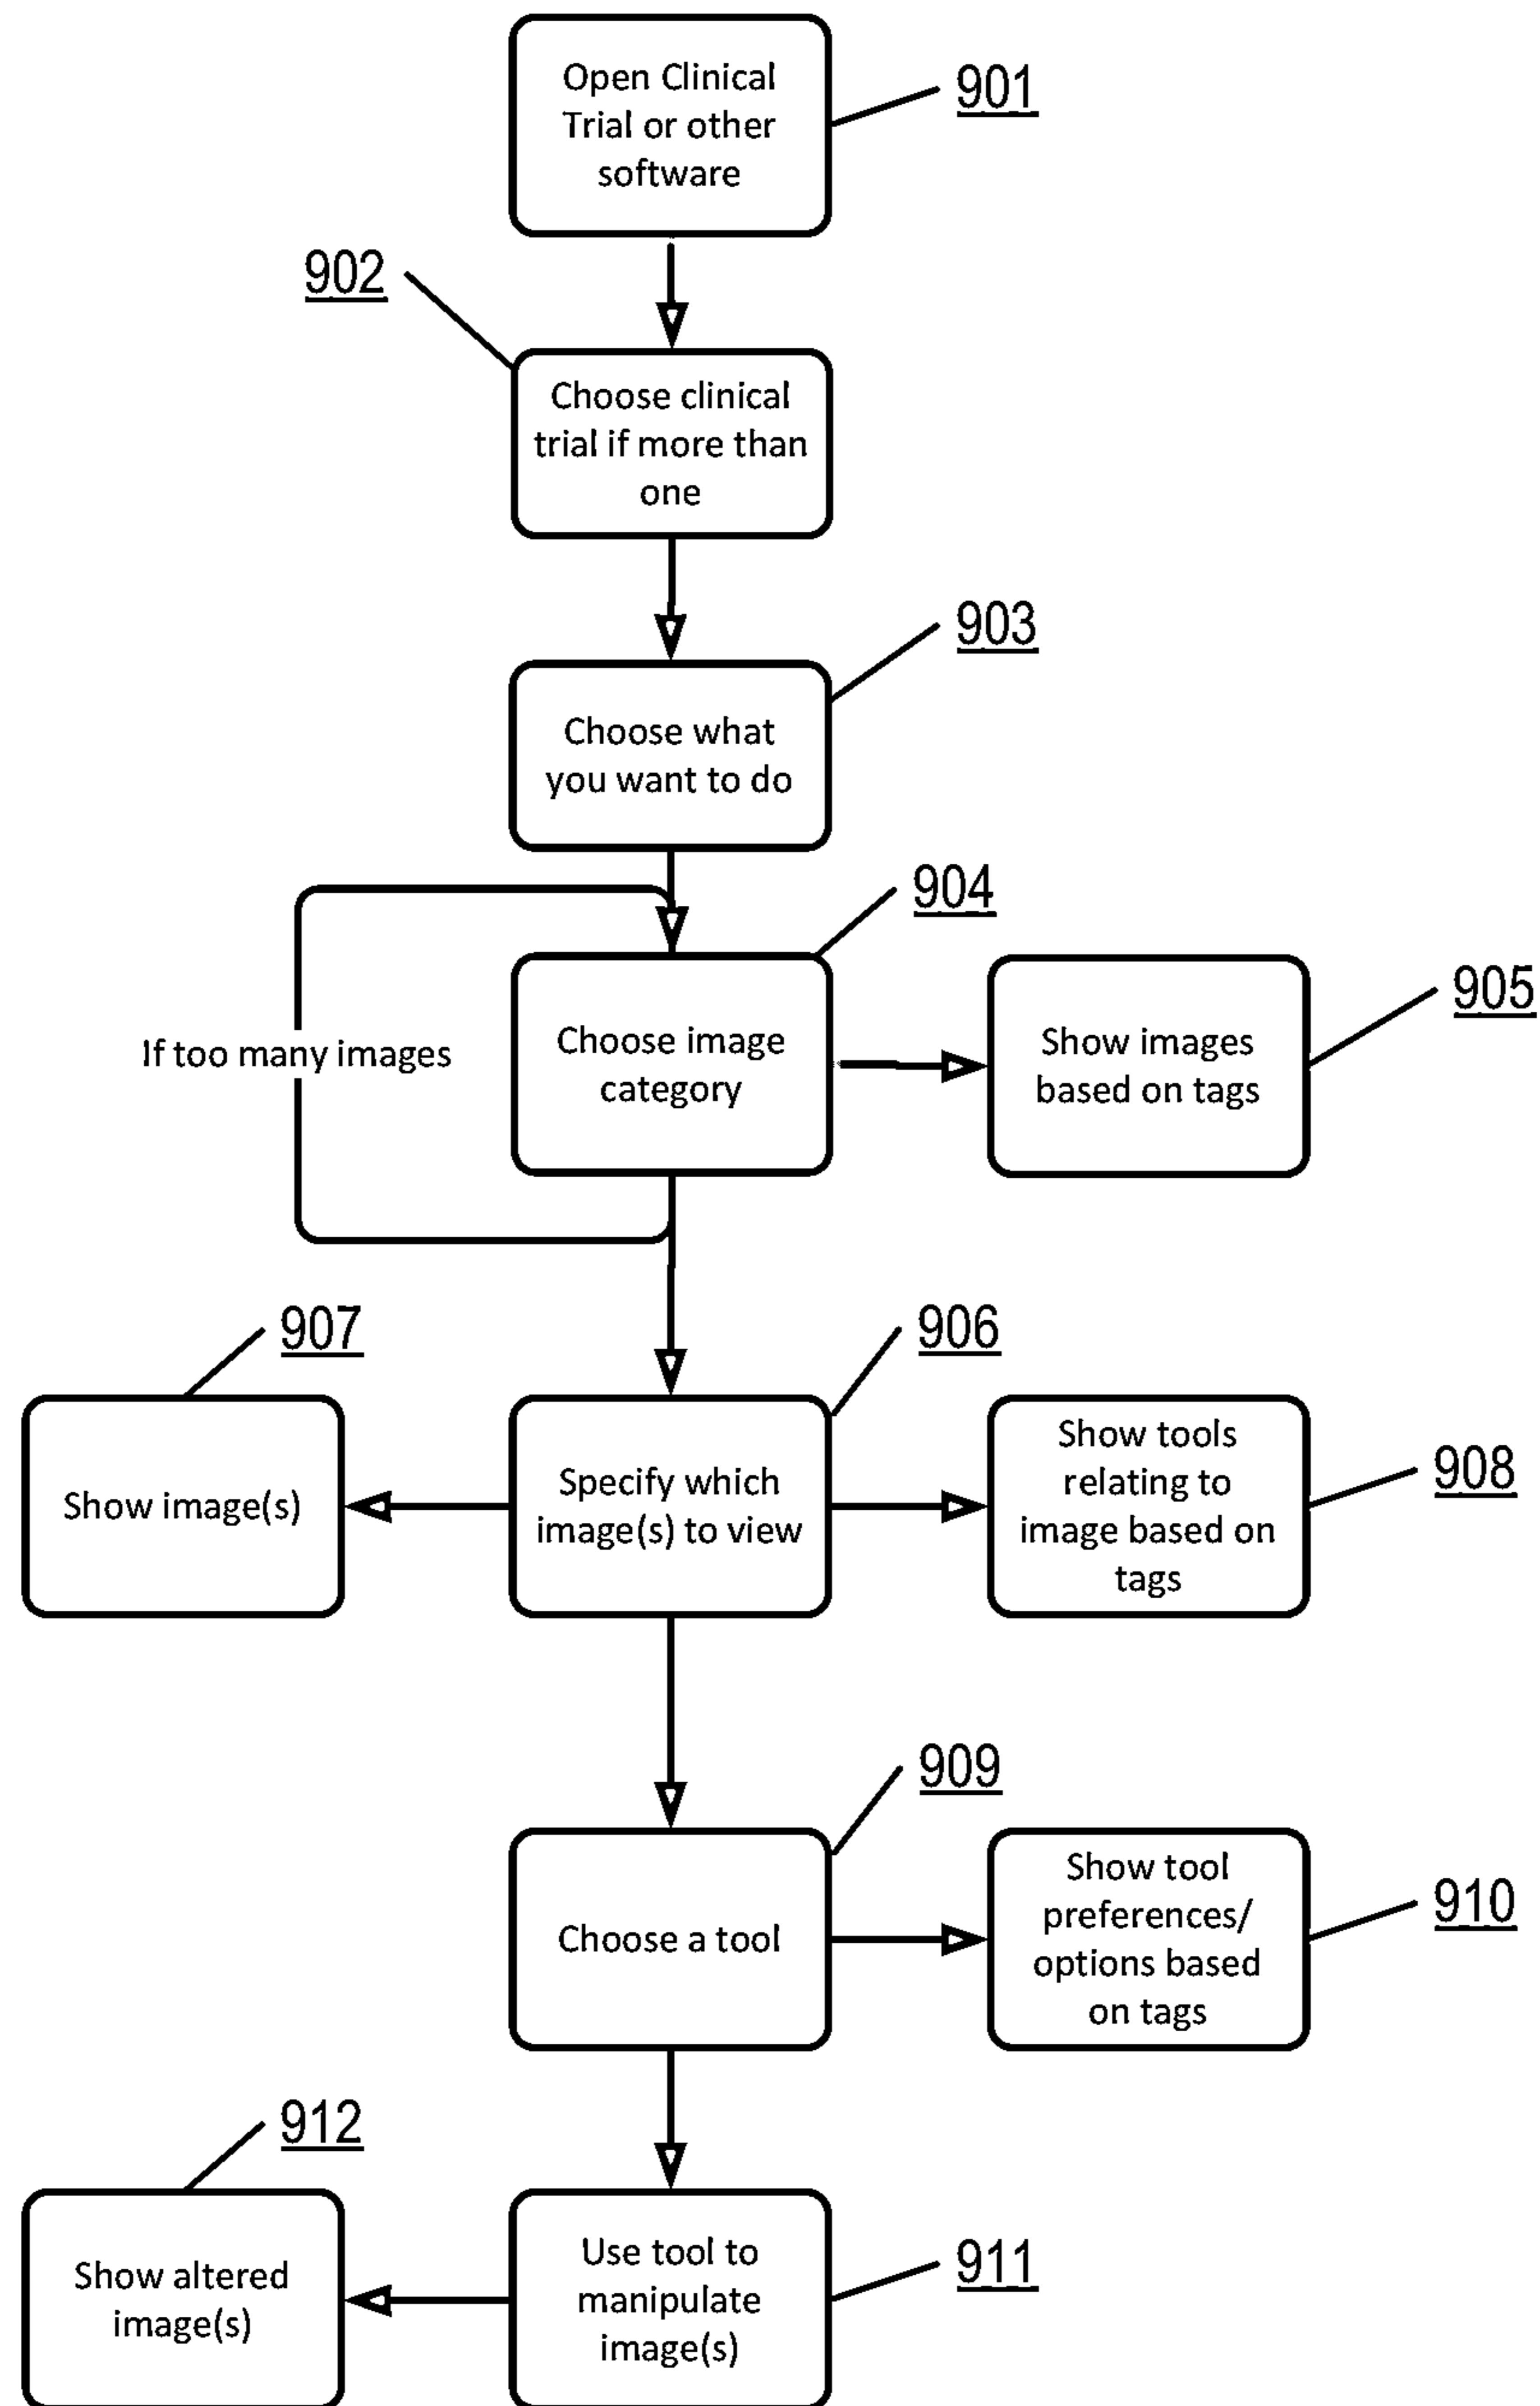 Open Clinical
Trial or other
software
901
902
Choose clinical
trial if more than
one
903
Choose what
you want to do
904
If too many images
Choose image
category
Show images
based on tags
905
907
906
Show image(s)
Specify which
image(s) to view
Show tools
relating to
image based on
tags
908
909
Choose a tool
Show tool
preferences/
options based
on tags
910
912
Show altered
image(s)
Use tool to
manipulate
image(s)
911